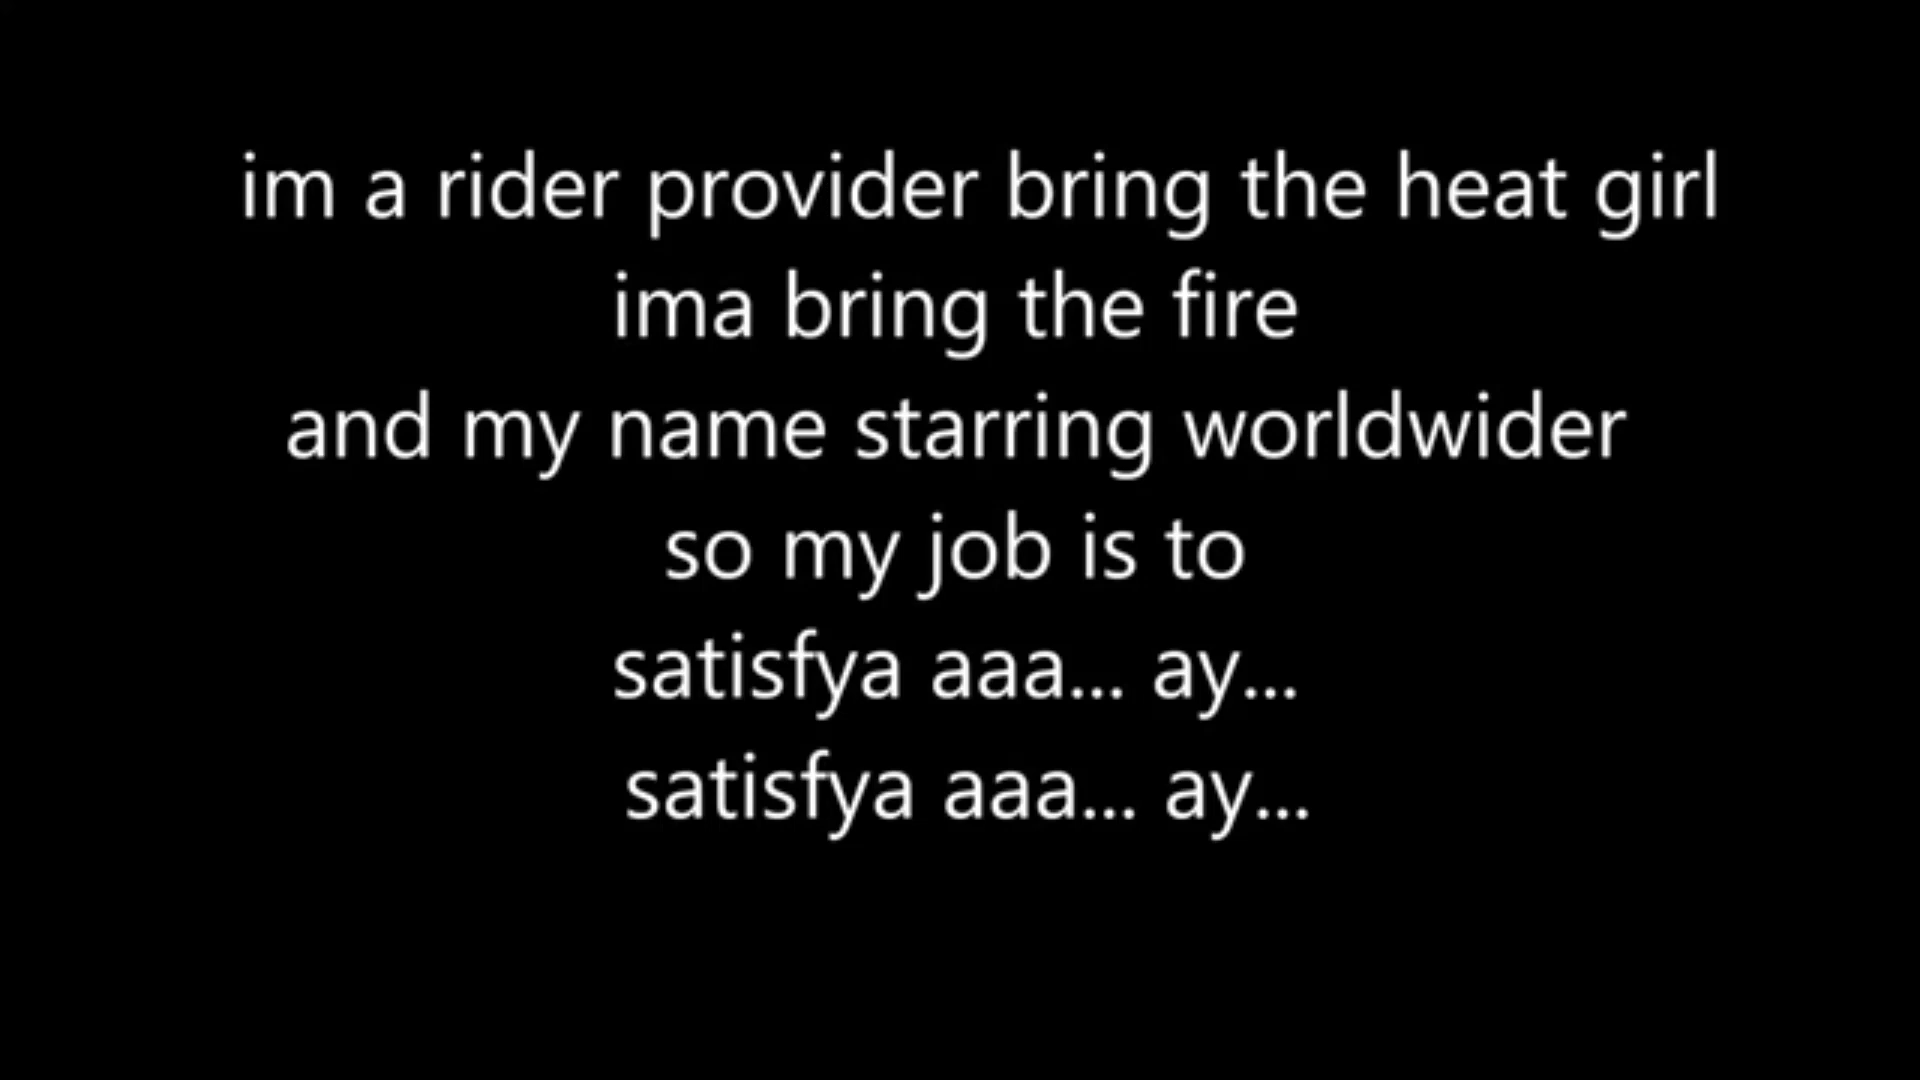 im a rider provider bring the heat girl
ima bring the fire
and my name starring worldwider
so my job is to
satisfya aaa... ay...
satisfya aaa... ay...